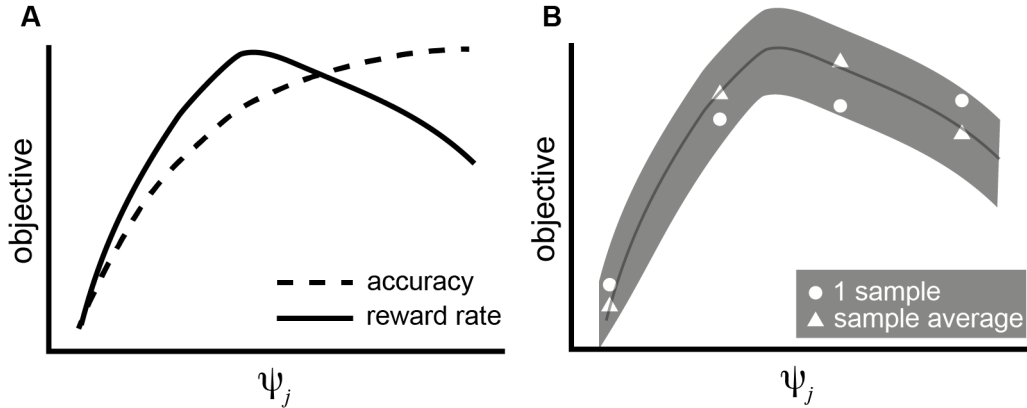 A
objective
accuracy
reward rate
ψj
B
objective
1 sample
sample average
ψj